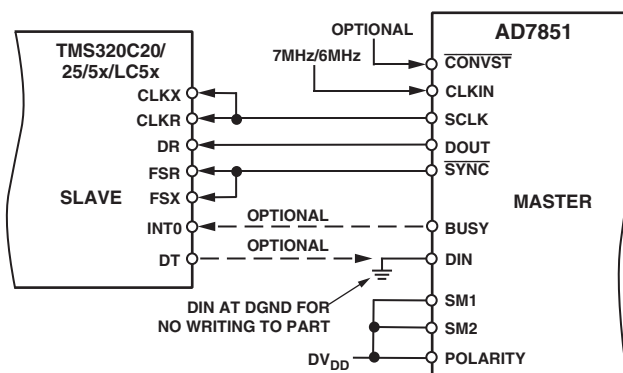 OPTIONAL
AD7851
TMS320C20/
25/5x/LC5x
7MHz/6MHz
CONVST
CLKX
CLKIN
CLKR
SCLK
DR
DOUT
FSR
SYNC
SLAVE
FSX
MASTER
OPTIONAL
INT0
BUSY
OPTIONAL
DT
DIN
DIN AT DGND FOR
NO WRITING TO PART
SM1
SM2
DVDD
POLARITY